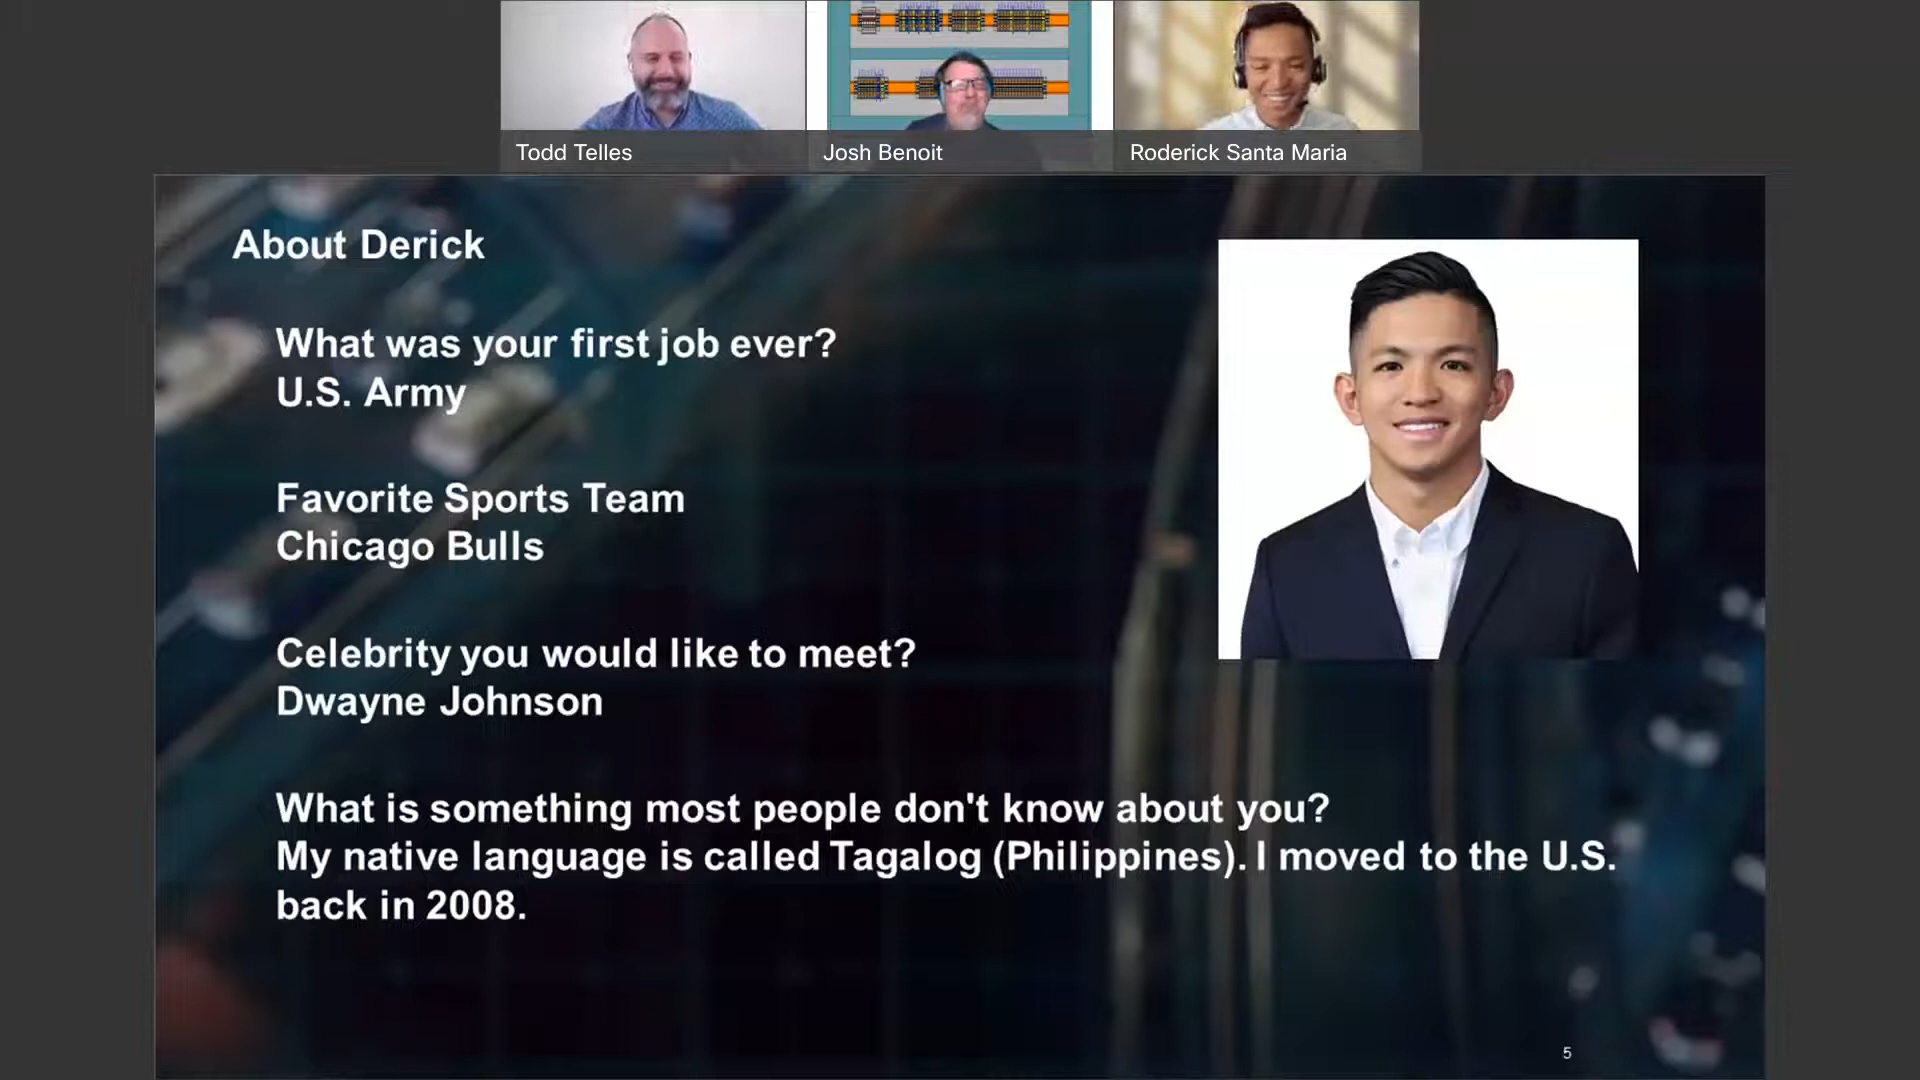 Todd Telles
Josh Benoit
Roderick Santa Maria
About Derick
What was your first job ever?
U.S. Army
Favorite Sports Team
Chicago Bulls
Celebrity you would like to meet?
Dwayne Johnson
What is something most people don't know about you?
My native language is called Tagalog (Philippines). I moved to the U.S.
back in 2008.
5